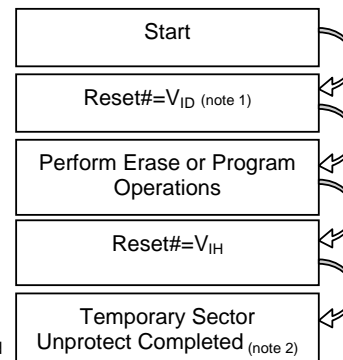 Start
Reset#=VID (note 1)
Perform Erase or Program
Operations
Reset#=VIH
Temporary Sector
Unprotect Completed (note 2)